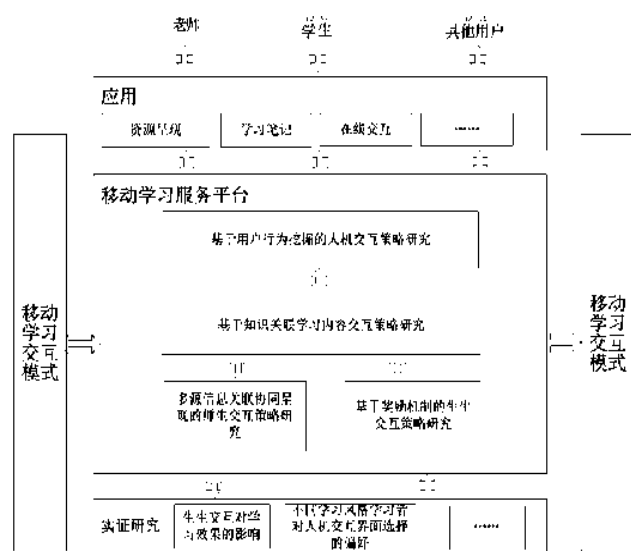 老师
学生
其他用户
应用
资源呈现
学习笔记
在线交互
……
移动学习服务平台
基于用户行为挖掘的人机交互策略研究
基于知识关联学习内容交互策略研究
多源信息关联协同呈
现的师生交互策略研
究
基于奖励机制的生生
交互策略研究
移动
学习
交互
模式
移动
学习
交互
模式
实证研究
生生交互对学
习效果的影响
不同学习风格学习者
对人机交互界面选择
的偏好
……